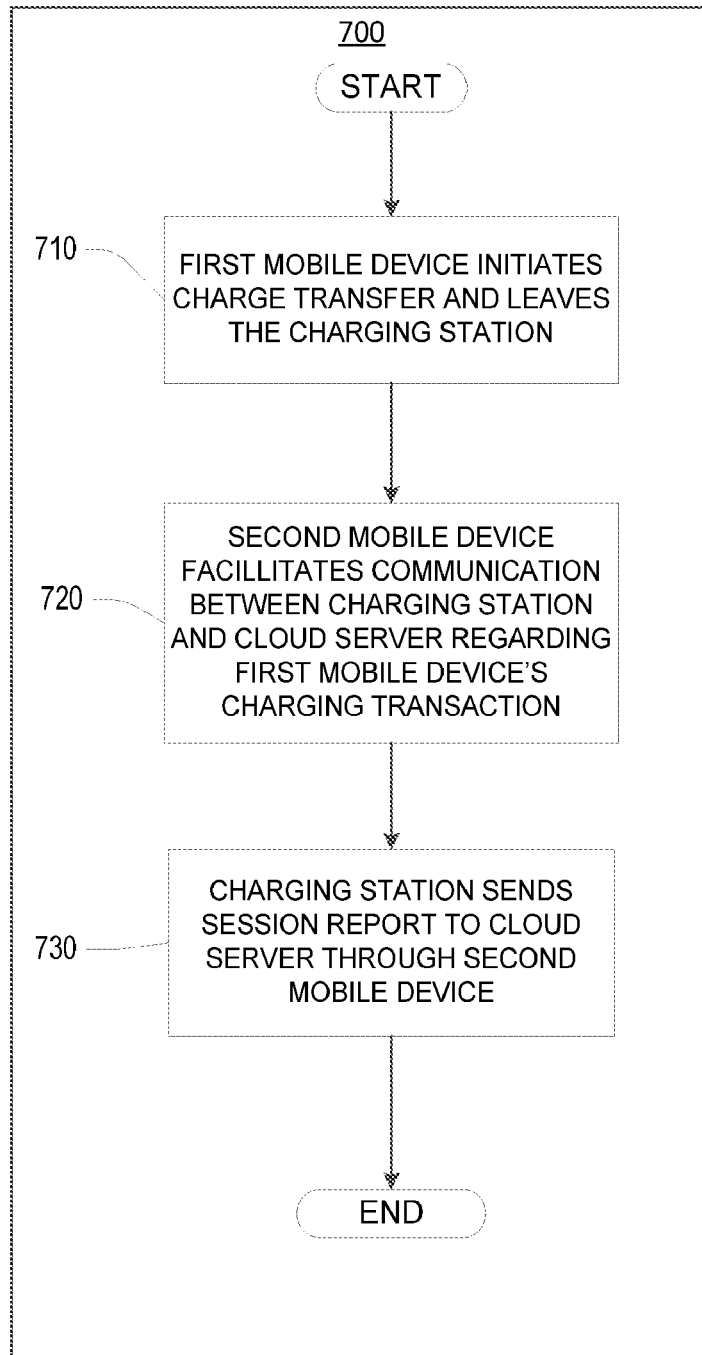 700
START
710
FIRST MOBILE DEVICE INITIATES
CHARGE TRANSFER AND LEAVES
THE CHARGING STATION
720
SECOND MOBILE DEVICE
FACILLITATES COMMUNICATION
BETWEEN CHARGING STATION
AND CLOUD SERVER REGARDING
FIRST MOBILE DEVICE'S
CHARGING TRANSACTION
730
CHARGING STATION SENDS
SESSION REPORT TO CLOUD
SERVER THROUGH SECOND
MOBILE DEVICE
END